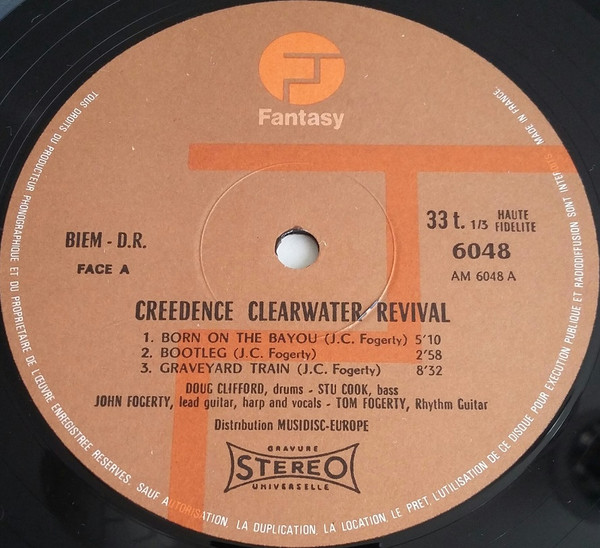 Fantasy
BIEM - D.R.
FACE A
33 t. 1/3 HAUTE FIDELITE
6048
AM 6048 A
CREEDENCE CLEARWATER REVIVAL
1. BORN ON THE BAYOU (J.C. Fogerty) 5'10
2. BOOTLEG (J.C. Fogerty) 2'58
3. GRAVEYARD TRAIN (J.C. Fogerty) 8'32
DOUG CLIFFORD, drums - STU COOK, bass
JOHN FOGERTY, lead guitar, harp and vocals - TOM FOGERTY, Rhythm Guitar
Distribution MUSIDISC-EUROPE
GRAVURE
STEREO
UNIVERSELLE
TOUS DROITS DU PRODUCTEUR PHONOGRAPHIQUE ET DU PROPRIETAIRE DE L'ŒUVRE ENREGISTREE RESERVES. SAUF AUTORISATION, LA DUPLICATION, LA LOCATION, LE PRET, L'UTILISATION DE CE DISQUE POUR EXECUTION PUBLIQUE ET RADIODIFFUSION SONT INTERDITS. MADE IN FRANCE.